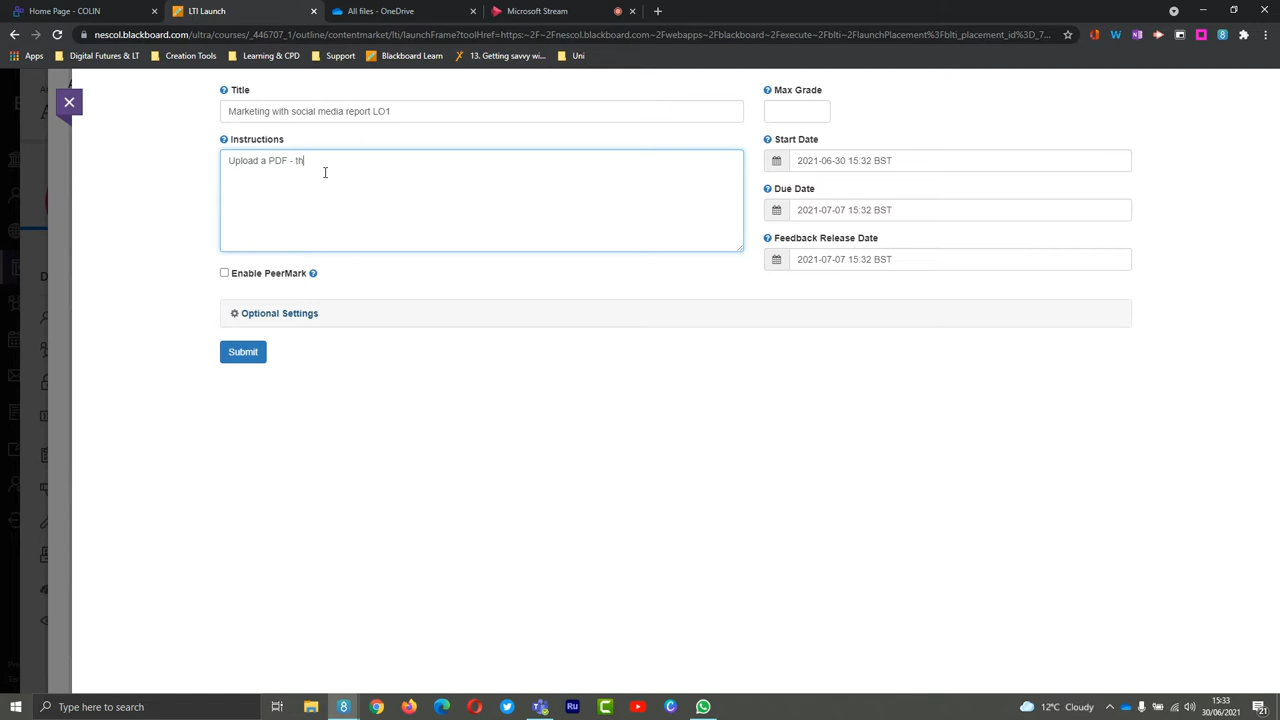 Home Page - COLIN
LTI Launch
All files - OneDrive
Microsoft Stream
nescol.blackboard.com/ultra/courses/_446707_1/outline/contentmarket/lti/launchFrame?toolHref=https:~2F~2Fnescol.blackboard.com~2Fwebapps~2Fblackboard~2Fexecute~2Fblti~2FlaunchPlacement%3Fblti_placement_id%3D_7...
Apps
Digital Futures & LT
Creation Tools
Learning & CPD
Support
Blackboard Learn
13. Getting savvy wi...
Uni
Title
Marketing with social media report LO1
Instructions
Upload a PDF - th
Enable PeerMark
Max Grade
Start Date
2021-06-30 15:32 BST
Due Date
2021-07-07 15:32 BST
Feedback Release Date
2021-07-07 15:32 BST
Optional Settings
Submit
Type here to search
12°C Cloudy
15:33
30/06/2021